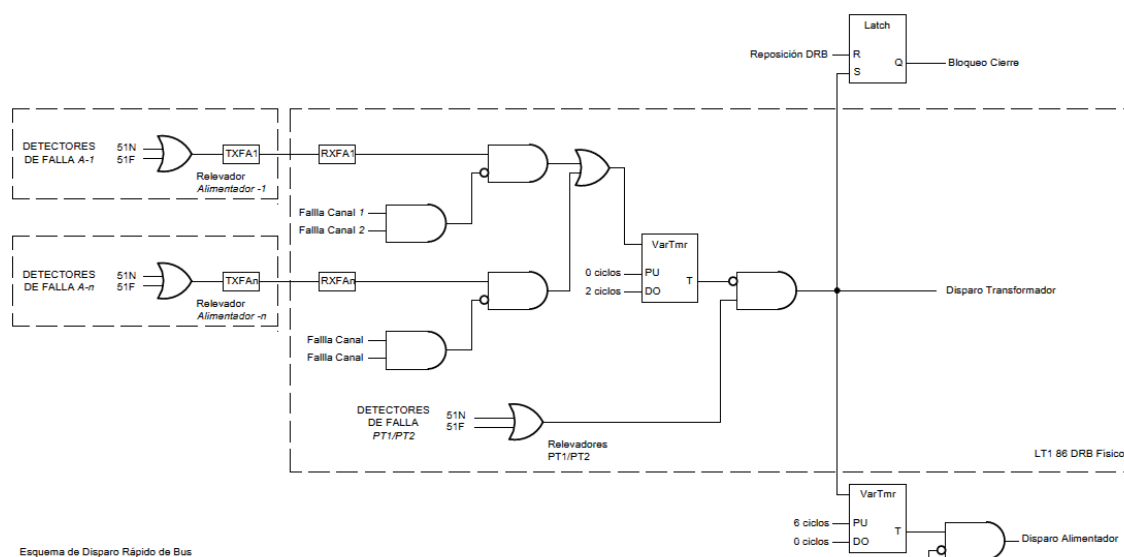 Latch
Reposición DRB
R
S
Q
Bloqueo Cierre
DETECTORES
DE FALLA A-1
51N
51F
TXFA1
RXFA1
Relevador
Alimentador -1
Fallla Canal 1
Fallla Canal 2
DETECTORES
DE FALLA A-n
51N
51F
TXFAn
RXFAn
Relevador
Alimentador -n
VarTmr
0 ciclos
PU
T
2 ciclos
DO
Disparo Transformador
Fallla Canal
Fallla Canal
DETECTORES
DE FALLA
PT1/PT2
51N
51F
Relevadores
PT1/PT2
LT1 86 DRB Físico
VarTmr
6 ciclos
PU
T
0 ciclos
DO
Disparo Alimentador
Esquema de Disparo Rápido de Bus